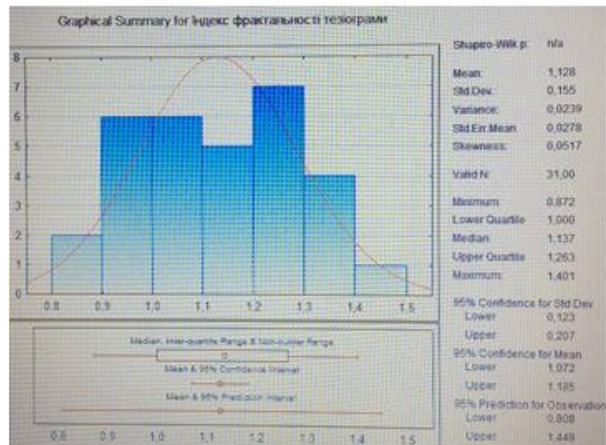 Graphical Summary for Індекс фрактальності тезіограми
Shapiro-Wilk p: n/a
Mean: 1,128
Std.Dev. 0,155
Variance: 0,0239
Std.Err.Mean 0,0278
Skewness: 0,0517
Valid N: 31,00
Minimum: 0,872
Lower Quartile 1,000
Median: 1,137
Upper Quartile 1,263
Maximum: 1,401
95% Confidence for Std Dev
Lower 0,123
Upper 0,207
95% Confidence for Mean
Lower 1,072
Upper 1,185
95% Prediction for Observation
Lower 0,808
Upper 1,449
8
7
6
5
4
3
2
1
0
0,8 0,9 1,0 1,1 1,2 1,3 1,4 1,5
Median, Inter-quartile Range & Non-outlier Range
Mean & 95% Confidence Interval
Mean & 95% Prediction Interval
0,8 0,9 1,0 1,1 1,2 1,3 1,4 1,5